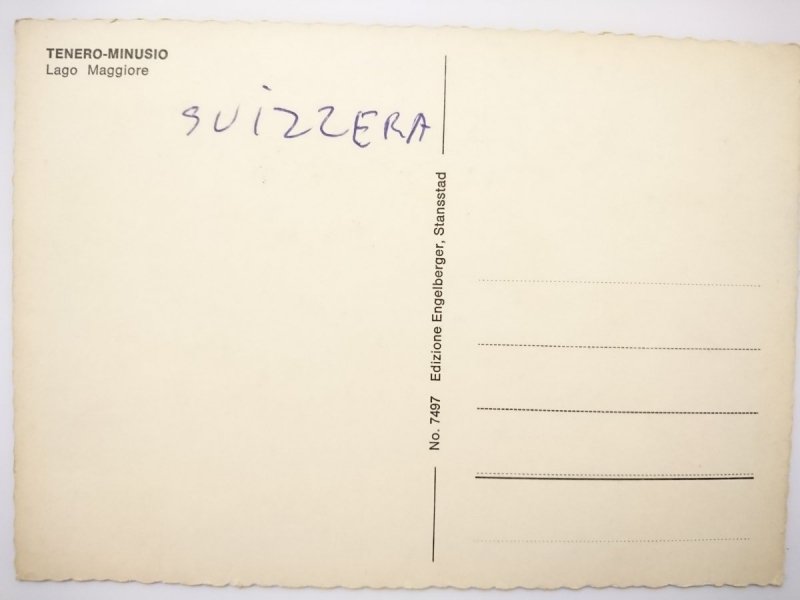 TENERO-MINUSIO
Lago Maggiore
SUiZZERA
No. 7497 Edizione Engelberger, Stansstad